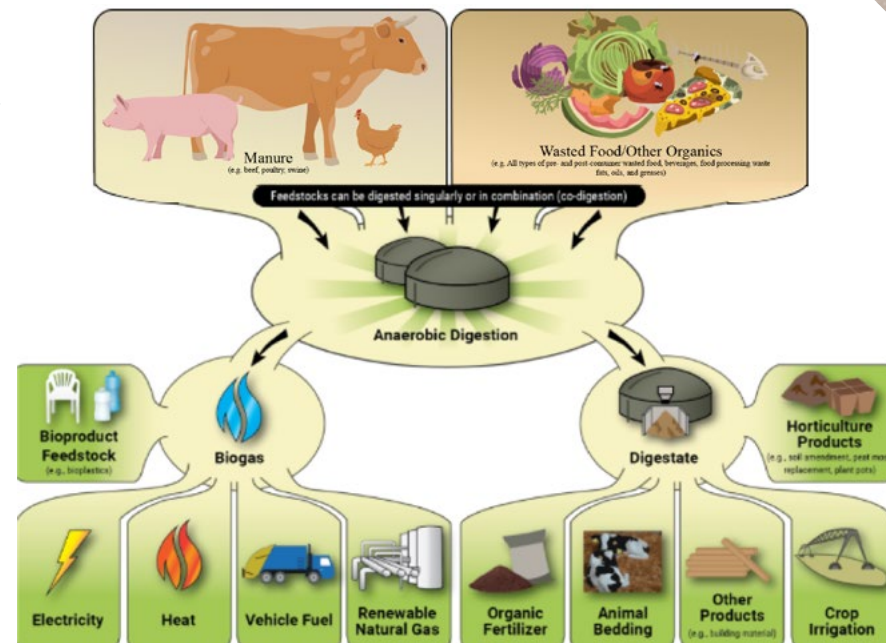 Manure
(e.g. beef, poultry, swine)
Wasted Food/Other Organics
(e.g. All types of pre- and post-consumer wasted food, beverages, food processing waste
fats, oils, and greases)
Feedstocks can be digested singularly or in combination (co-digestion)
Anaerobic Digestion
Bioproduct
Feedstock
(e.g., bioplastics)
Biogas
Digestate
Horticulture
Products
(e.g., soil amendment, peat mos
replacement, plant pots)
Electricity
Heat
Vehicle Fuel
Renewable
Natural Gas
Organic
Fertilizer
Animal
Bedding
Other
Products
(e.g., building material)
Crop
Irrigation